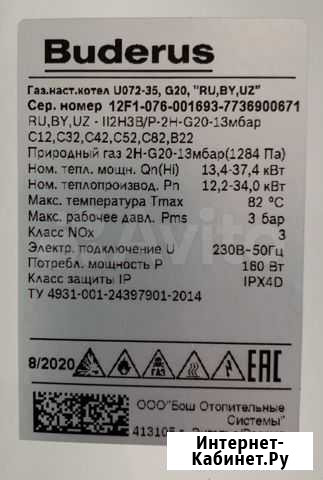 Buderus
Газ.наст.котел U072-35, G20, "RU,BY,UZ"
Сер. номер 12F1-076-001693-7736900671
RU,BY,UZ - II2H3B/P-2H-G20-13мбар
C12,C32,C42,C52,C82,B22
Природный газ 2H-G20-13мбар(1284 Па)
Ном. тепл. мощн. Qn(Hi) 13,4-37,4 кВт
Ном. теплопроизвод. Pn 12,2-34,0 кВт
Макс. температура Tmax 82 °C
Макс. рабочее давл. Pms 3 бар
Класс NOx 3
Электр. подключение U 230В~50Гц
Потребл. мощность P 160 Вт
Класс защиты IP IPX4D
ТУ 4931-001-24397901-2014
8/2020 ГАЗ EAC
ООО"Бош Отопительные
Системы"
Avito
Интернет-
Кабинет.Ру